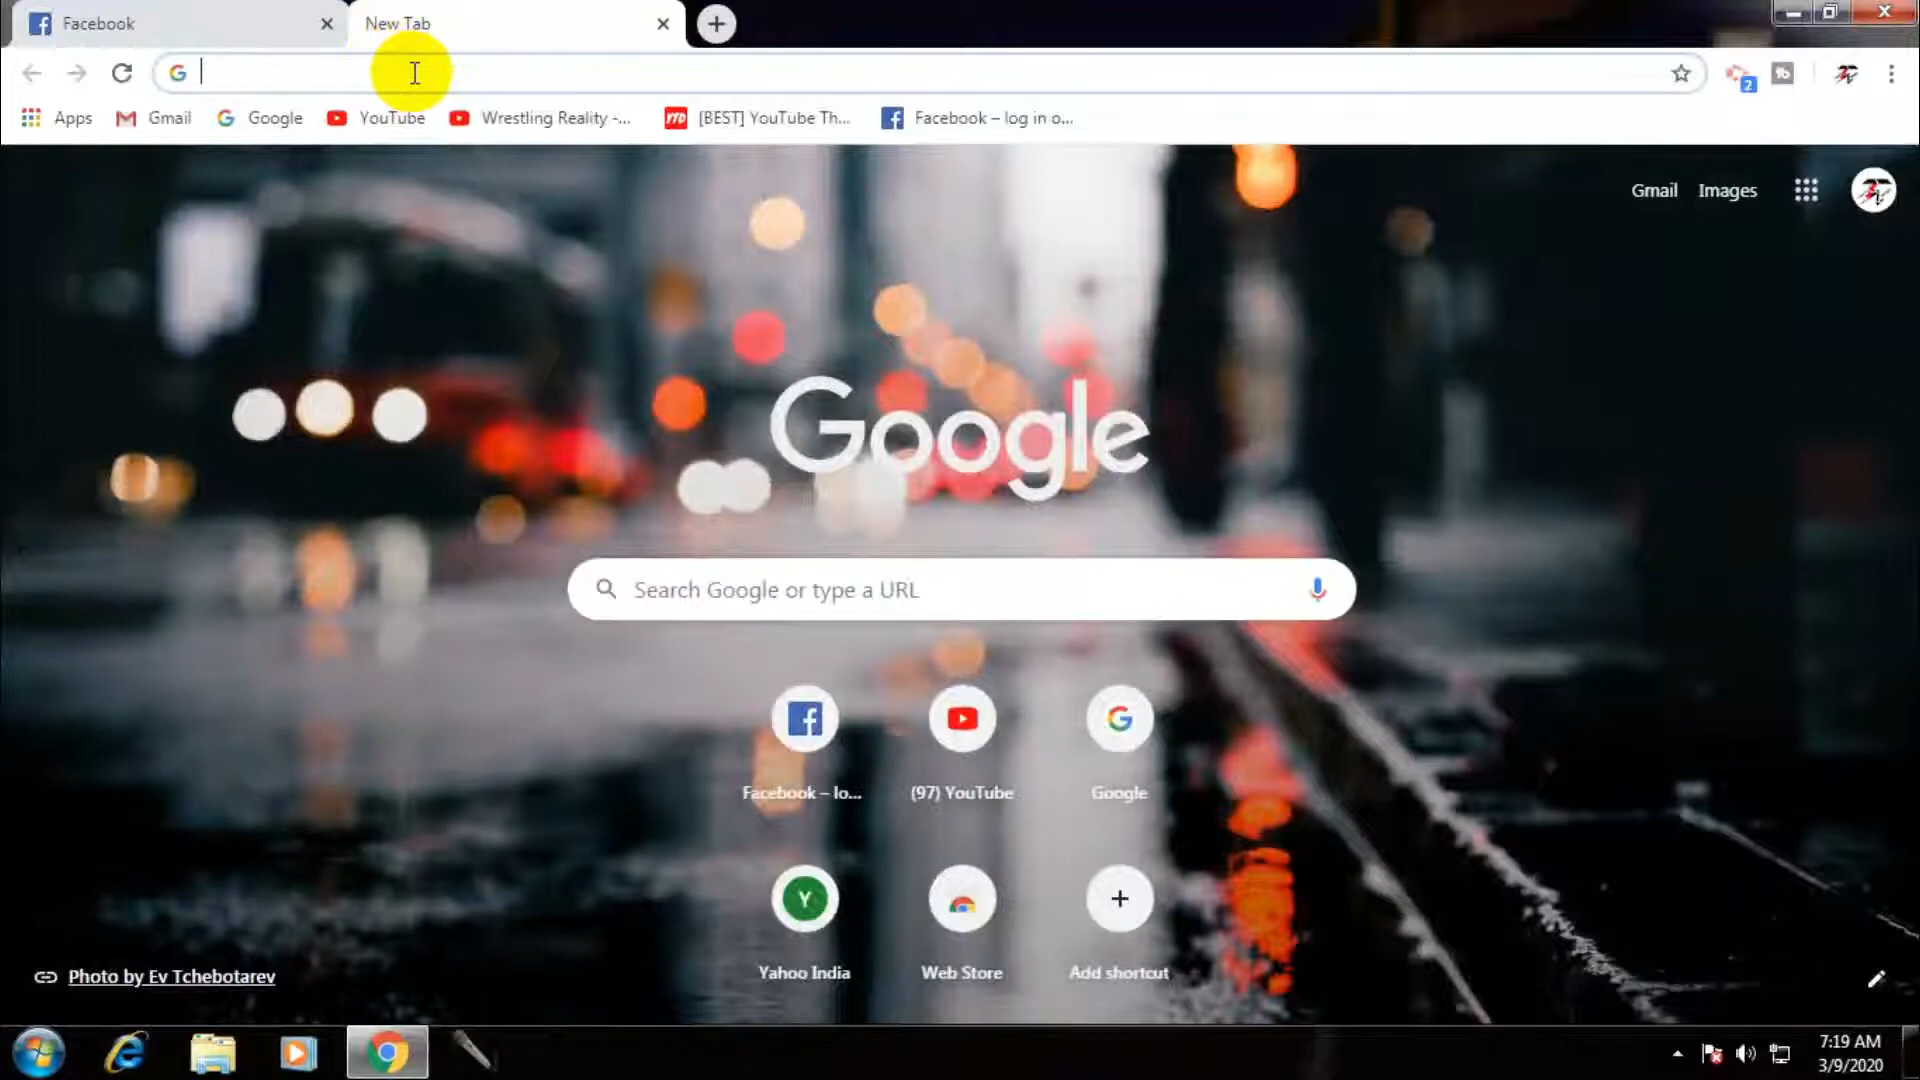 Facebook
New Tab
Apps
Gmail
Google
YouTube
Wrestling Reality -...
[BEST] YouTube Th...
Facebook – log in o...
Gmail
Images
Google
Search Google or type a URL
Facebook – lo...
(97) YouTube
Google
Yahoo India
Web Store
Add shortcut
Photo by Ev Tchebotarev
7:19 AM
3/9/2020